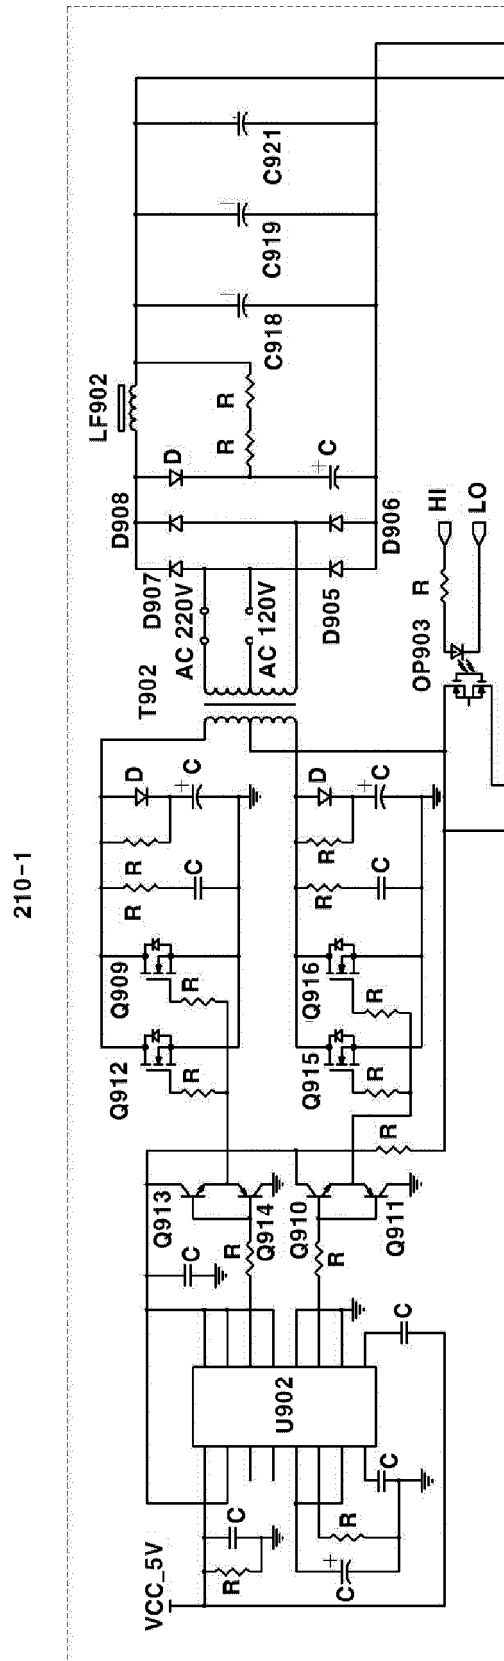 210-1
VCC_5V
R
C
C
R
C
U902
C
C
R
R
Q913
Q914
Q910
Q911
R
Q912
Q909
R
R
Q915
Q916
R
R
R
R
C
D
C
R
R
C
D
C
T902
AC 220V
AC 120V
D907
D905
D908
D906
D
R
R
C
LF902
C918
C919
C921
OP903
R
HI
LO